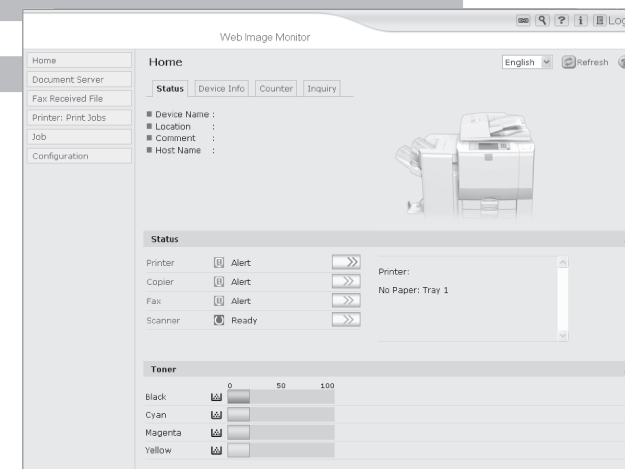 Log
Web Image Monitor
Home
Document Server
Fax Received File
Printer: Print Jobs
Job
Configuration
Home
English
Refresh
Status Device Info Counter Inquiry
Device Name :
Location :
Comment :
Host Name :
Status
Printer Alert
Copier Alert
Fax Alert
Scanner Ready
Printer:
No Paper: Tray 1
Toner
0 50 100
Black
Cyan
Magenta
Yellow